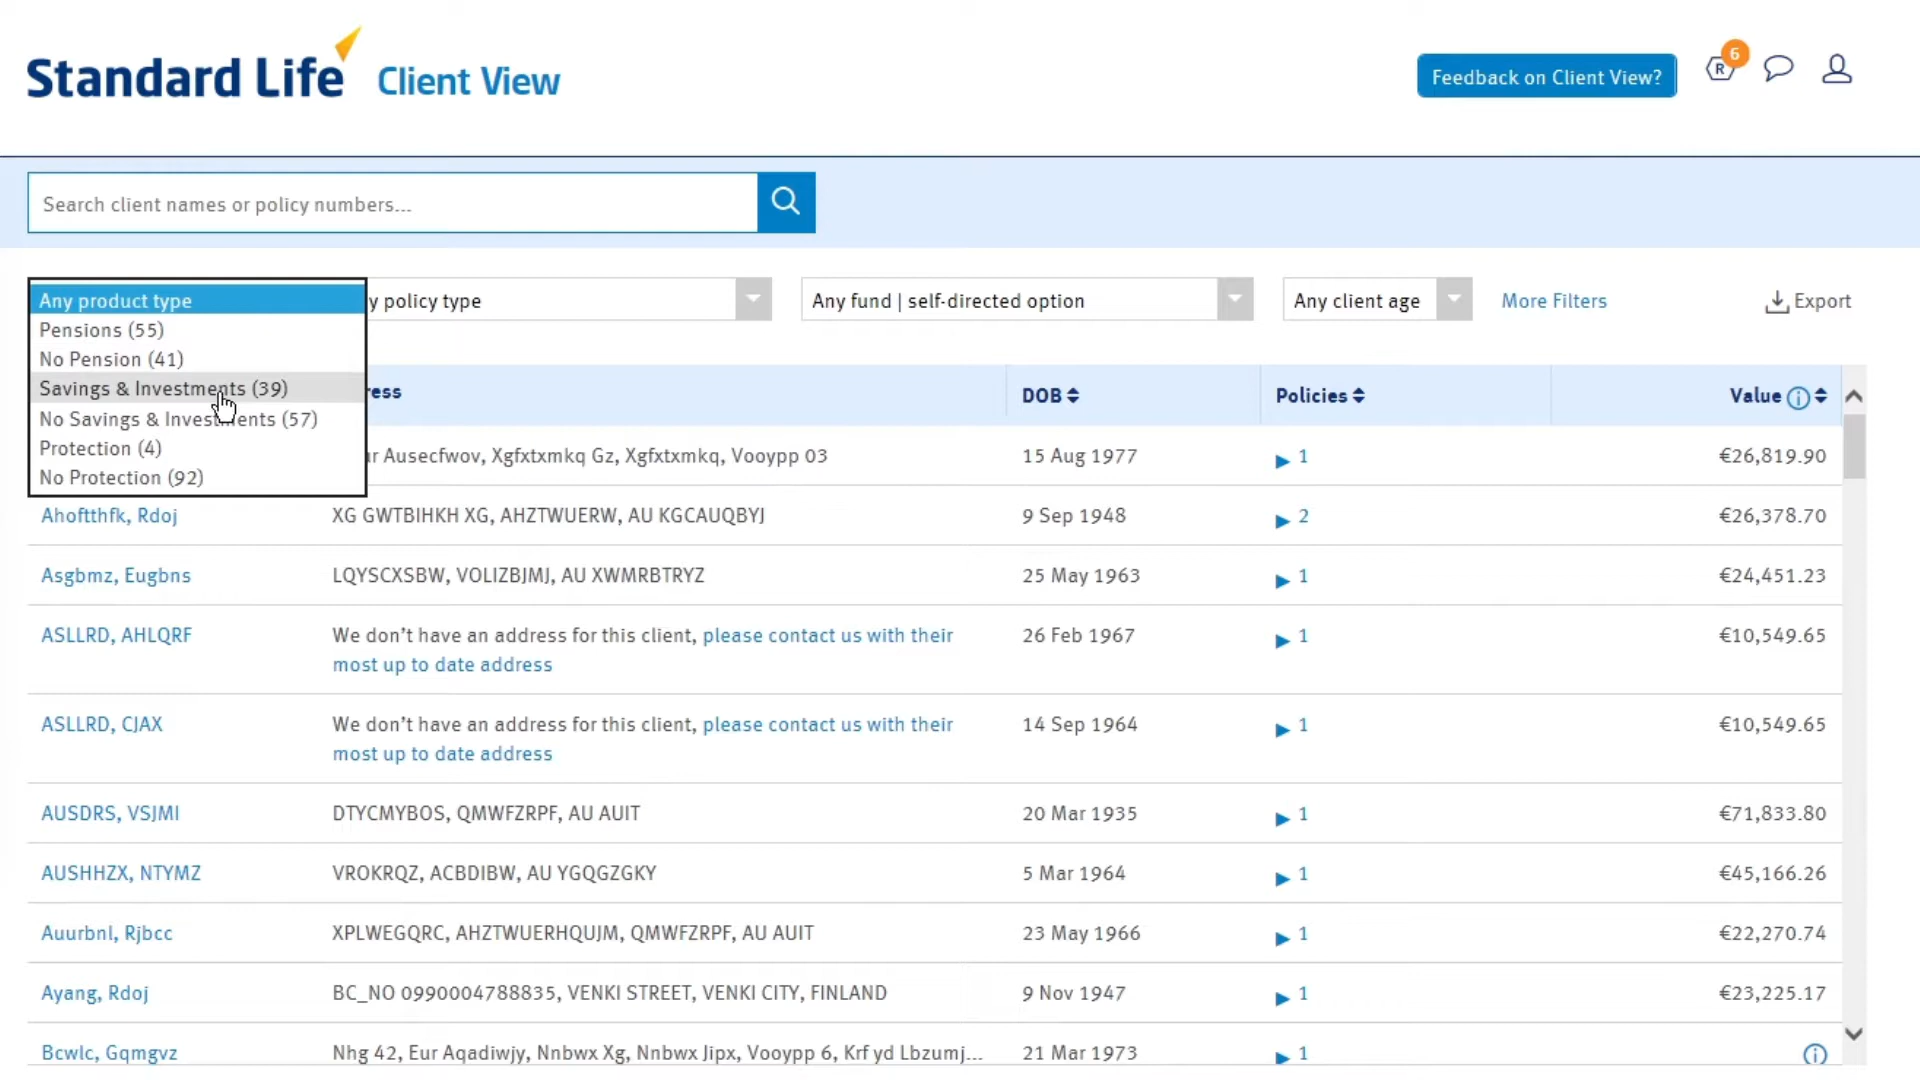 Standard Life Client View
Feedback on Client View?
R
6
Search client names or policy numbers...
Any product type
Pensions (55)
No Pension (41)
Savings & Investments (39)
No Savings & Investments (57)
Protection (4)
No Protection (92)
y policy type
Any fund | self-directed option
Any client age
More Filters
Export
ress
DOB
Policies
Value
r Ausecfwov, Xgfxtxmkq Gz, Xgfxtxmkq, Vooypp 03 15 Aug 1977 1 €26,819.90
Ahoftthfk, Rdoj XG GWTBIHKH XG, AHZTWUERW, AU KGCAUQBYJ 9 Sep 1948 2 €26,378.70
Asgbmz, Eugbns LQYSCXSBW, VOLIZBJMJ, AU XWMRBTRYZ 25 May 1963 1 €24,451.23
ASLLRD, AHLQRF We don't have an address for this client, please contact us with their 26 Feb 1967 1 €10,549.65
most up to date address
ASLLRD, CJAX We don't have an address for this client, please contact us with their 14 Sep 1964 1 €10,549.65
most up to date address
AUSDRS, VSJMI DTYCMYBOS, QMWFZRPF, AU AUIT 20 Mar 1935 1 €71,833.80
AUSHHZX, NTYMZ VROKRQZ, ACBDIBW, AU YGQGZGKY 5 Mar 1964 1 €45,166.26
Auurbnl, Rjbcc XPLWEGQRC, AHZTWUERHQUJM, QMWFZRPF, AU AUIT 23 May 1966 1 €22,270.74
Ayang, Rdoj BC_NO 0990004788835, VENKI STREET, VENKI CITY, FINLAND 9 Nov 1947 1 €23,225.17
Bcwlc, Gqmgvz Nhg 42, Eur Aqadiwjy, Nnbwx Xg, Nnbwx Jipx, Vooypp 6, Krf yd Lbzumj... 21 Mar 1973 1